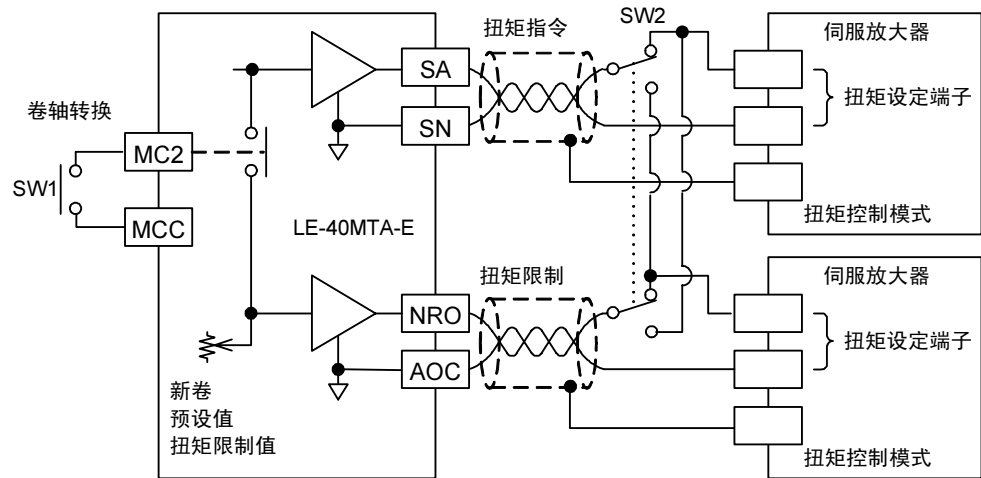 扭矩指令
SW2
伺服放大器
SA
扭矩设定端子
卷轴转换
SN
MC2
SW1
MCC
LE-40MTA-E
扭矩控制模式
扭矩限制
伺服放大器
NRO
扭矩设定端子
AOC
新卷
预设值
扭矩限制值
扭矩控制模式